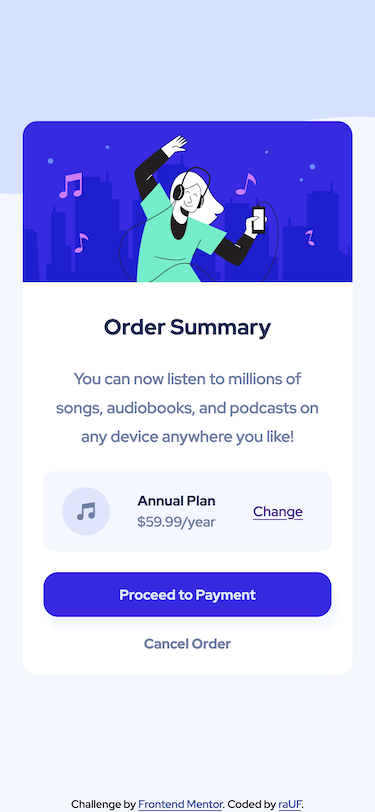 Order Summary
You can now listen to millions of
songs, audiobooks, and podcasts on
any device anywhere you like!
Annual Plan
$59.99/year
Change
Proceed to Payment
Cancel Order
Challenge by Frontend Mentor. Coded by raUF.